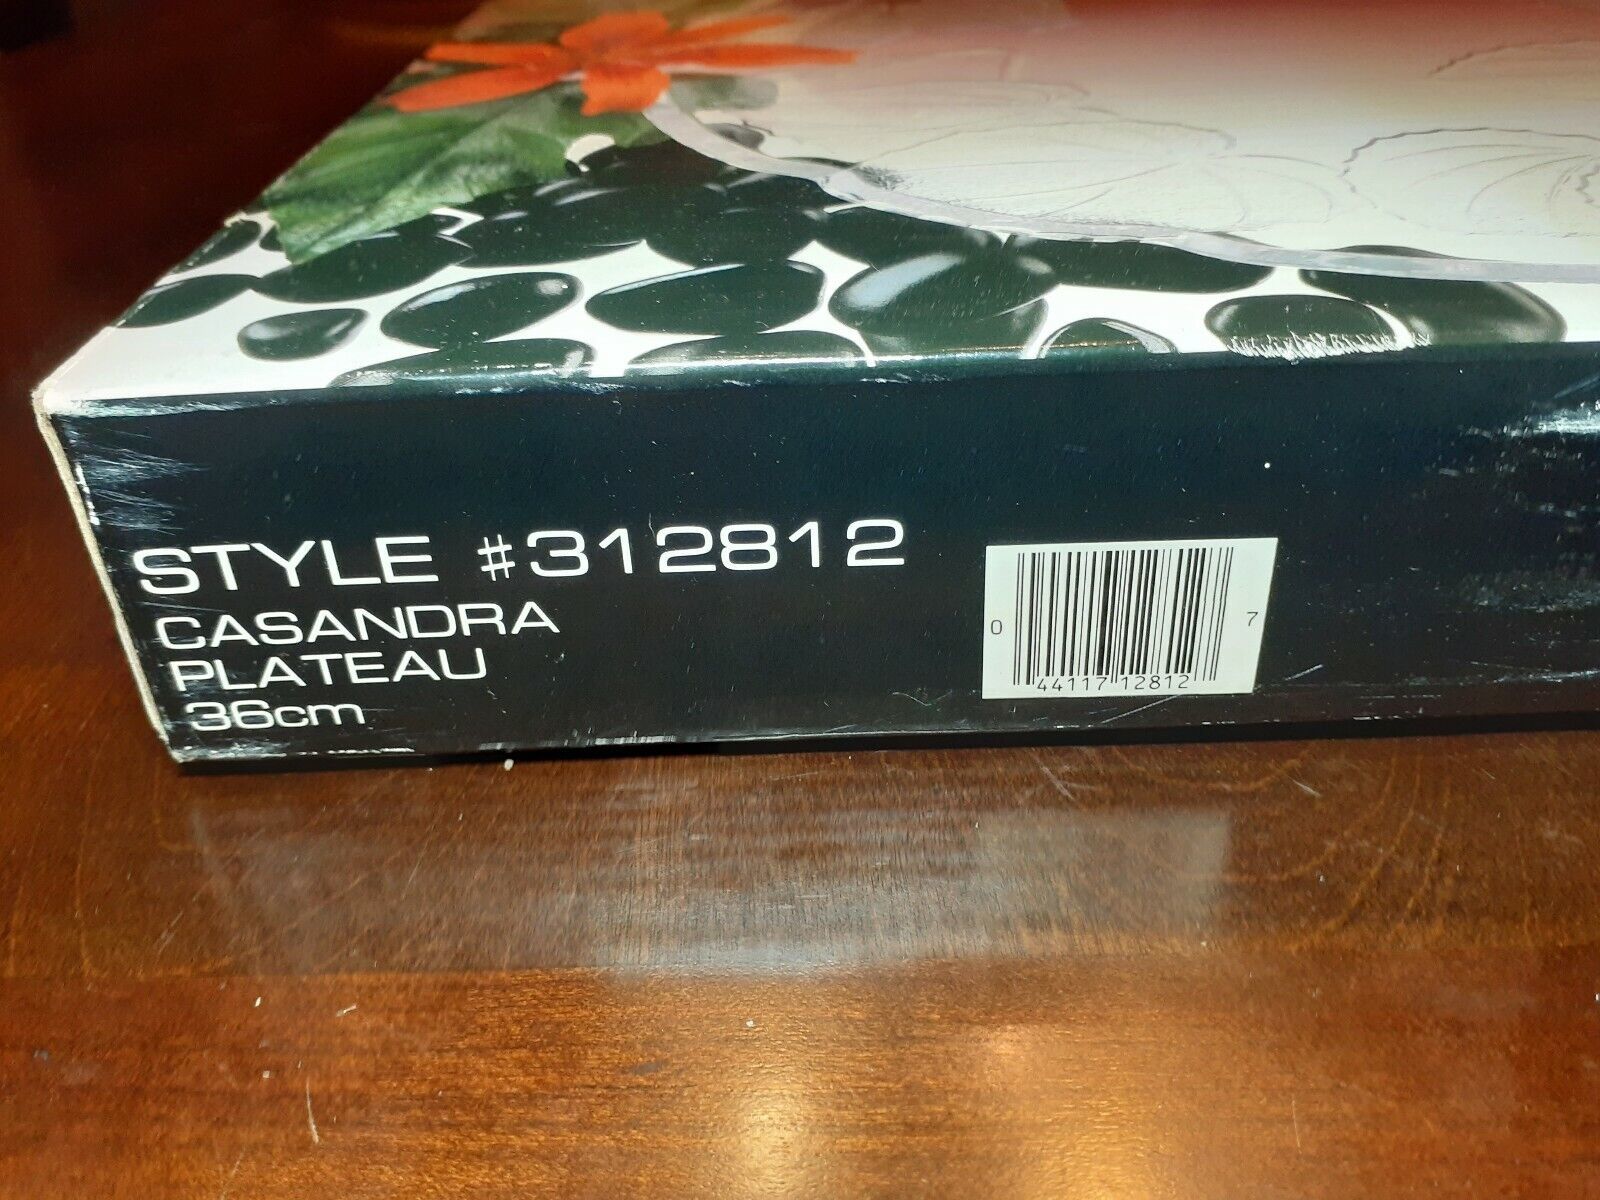 STYLE #312812
CASANDRA
PLATEAU
36cm
0 44117 12812 7